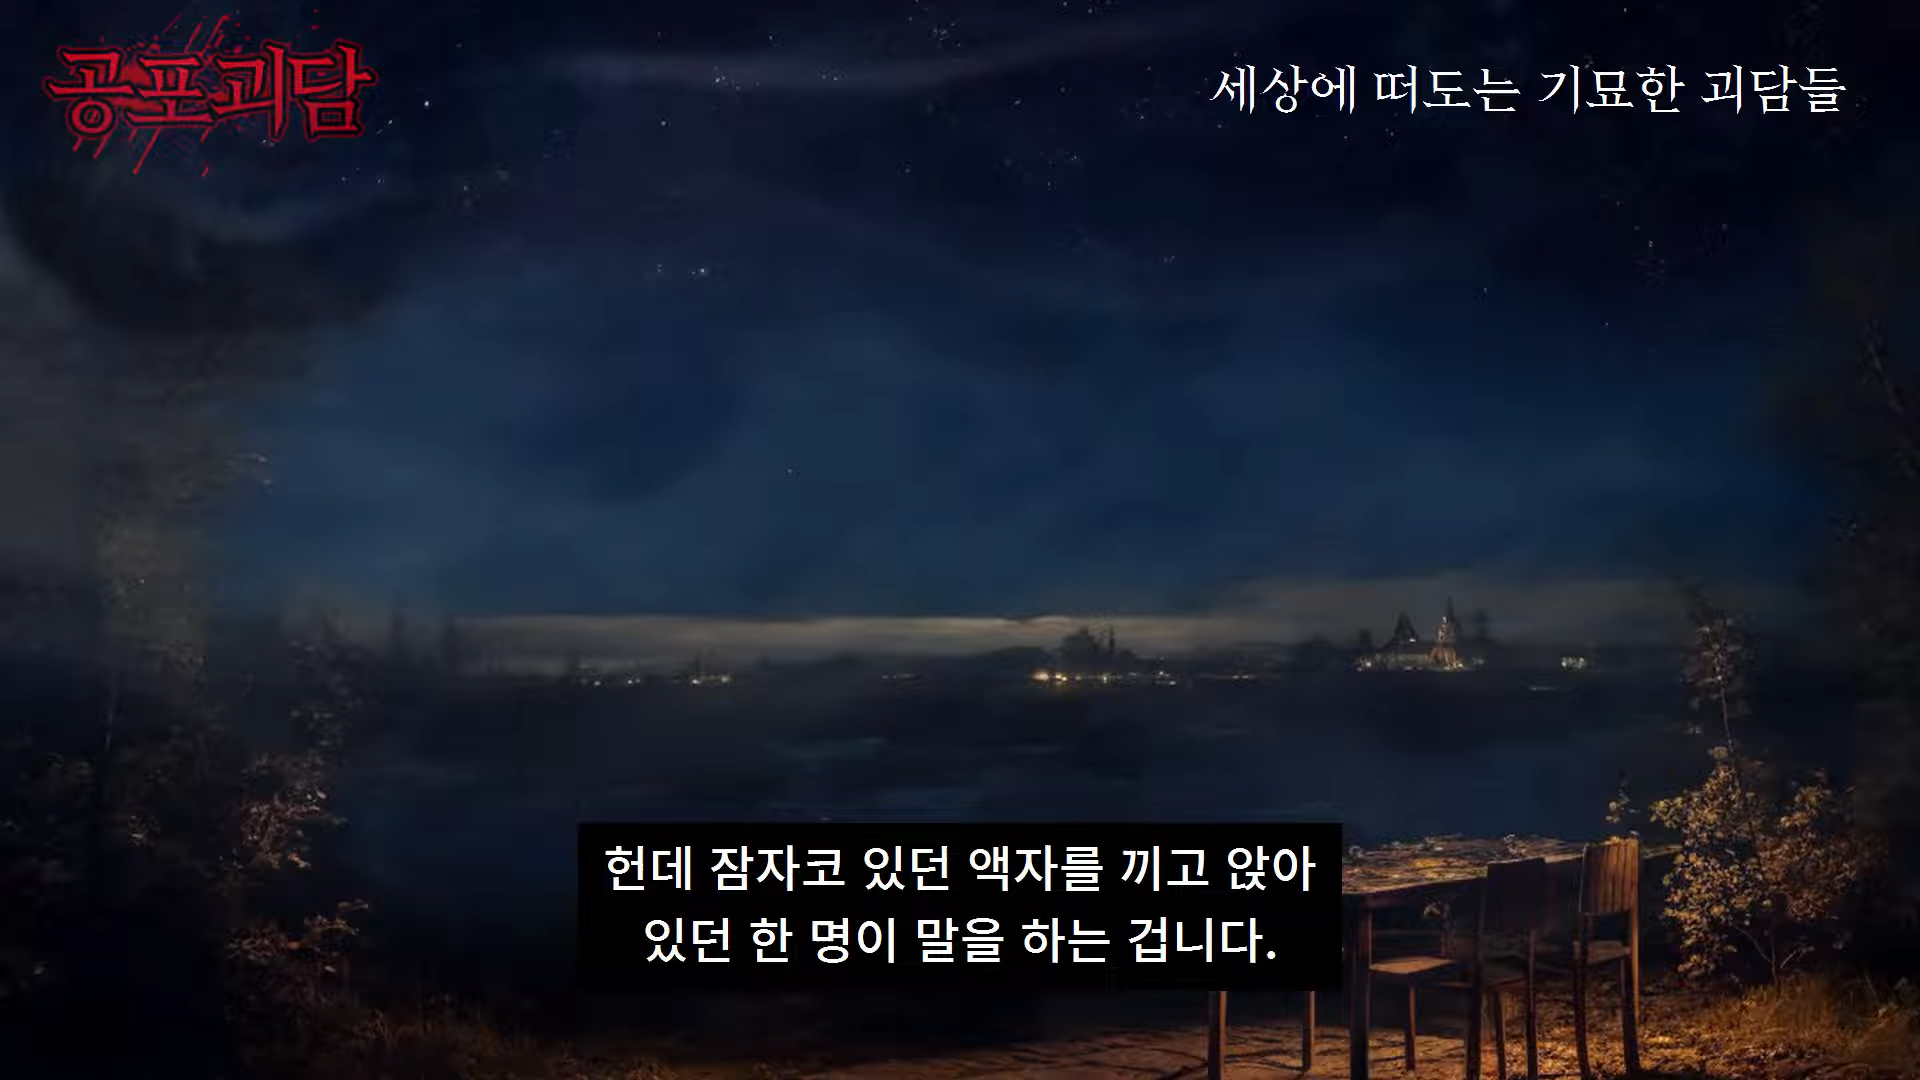 공포괴담
세상에 떠도는 기묘한 괴담들
헌데 잠자코 있던 액자를 끼고 앉아
있던 한 명이 말을 하는 겁니다.